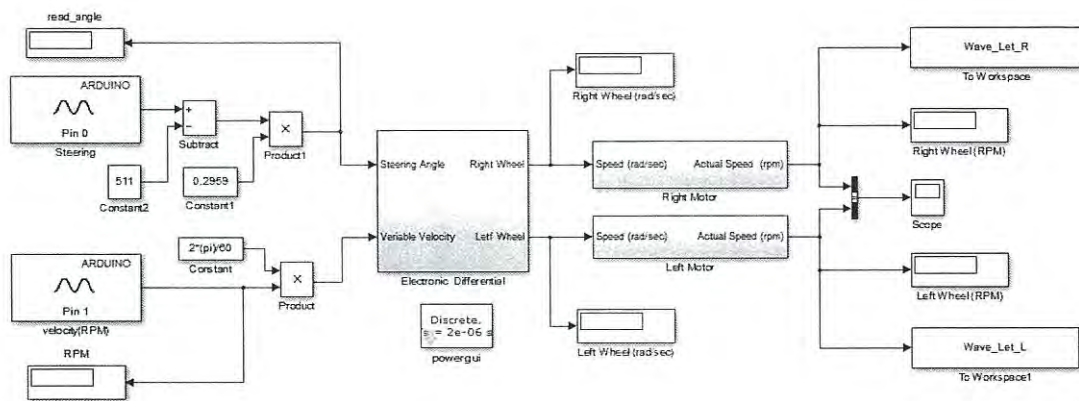 read_angle
ARDUINO
Pin 0
Steering
+
−
Subtract
×
Product1
511
Constant2
0.2959
Constant1
2*(pi)/60
Constant
×
Product
ARDUINO
Pin 1
velocity(RPM)
RPM
Steering Angle
Right Wheel
Veriable Velocity
Letf Wheel
Electronic Differential
Discrete,
= 2e-06 s
powergui
Right Wheel (rad/sec)
Speed (rad/sec)
Actual Speed (rpm)
Right Motor
Speed (rad/sec)
Actual Speed (rpm)
Left Motor
Left Wheel (rad/sec)
Wave_Let_R
To Workspace
Right Wheel (RPM)
Scope
Left Wheel (RPM)
Wave_Let_L
To Workspace1